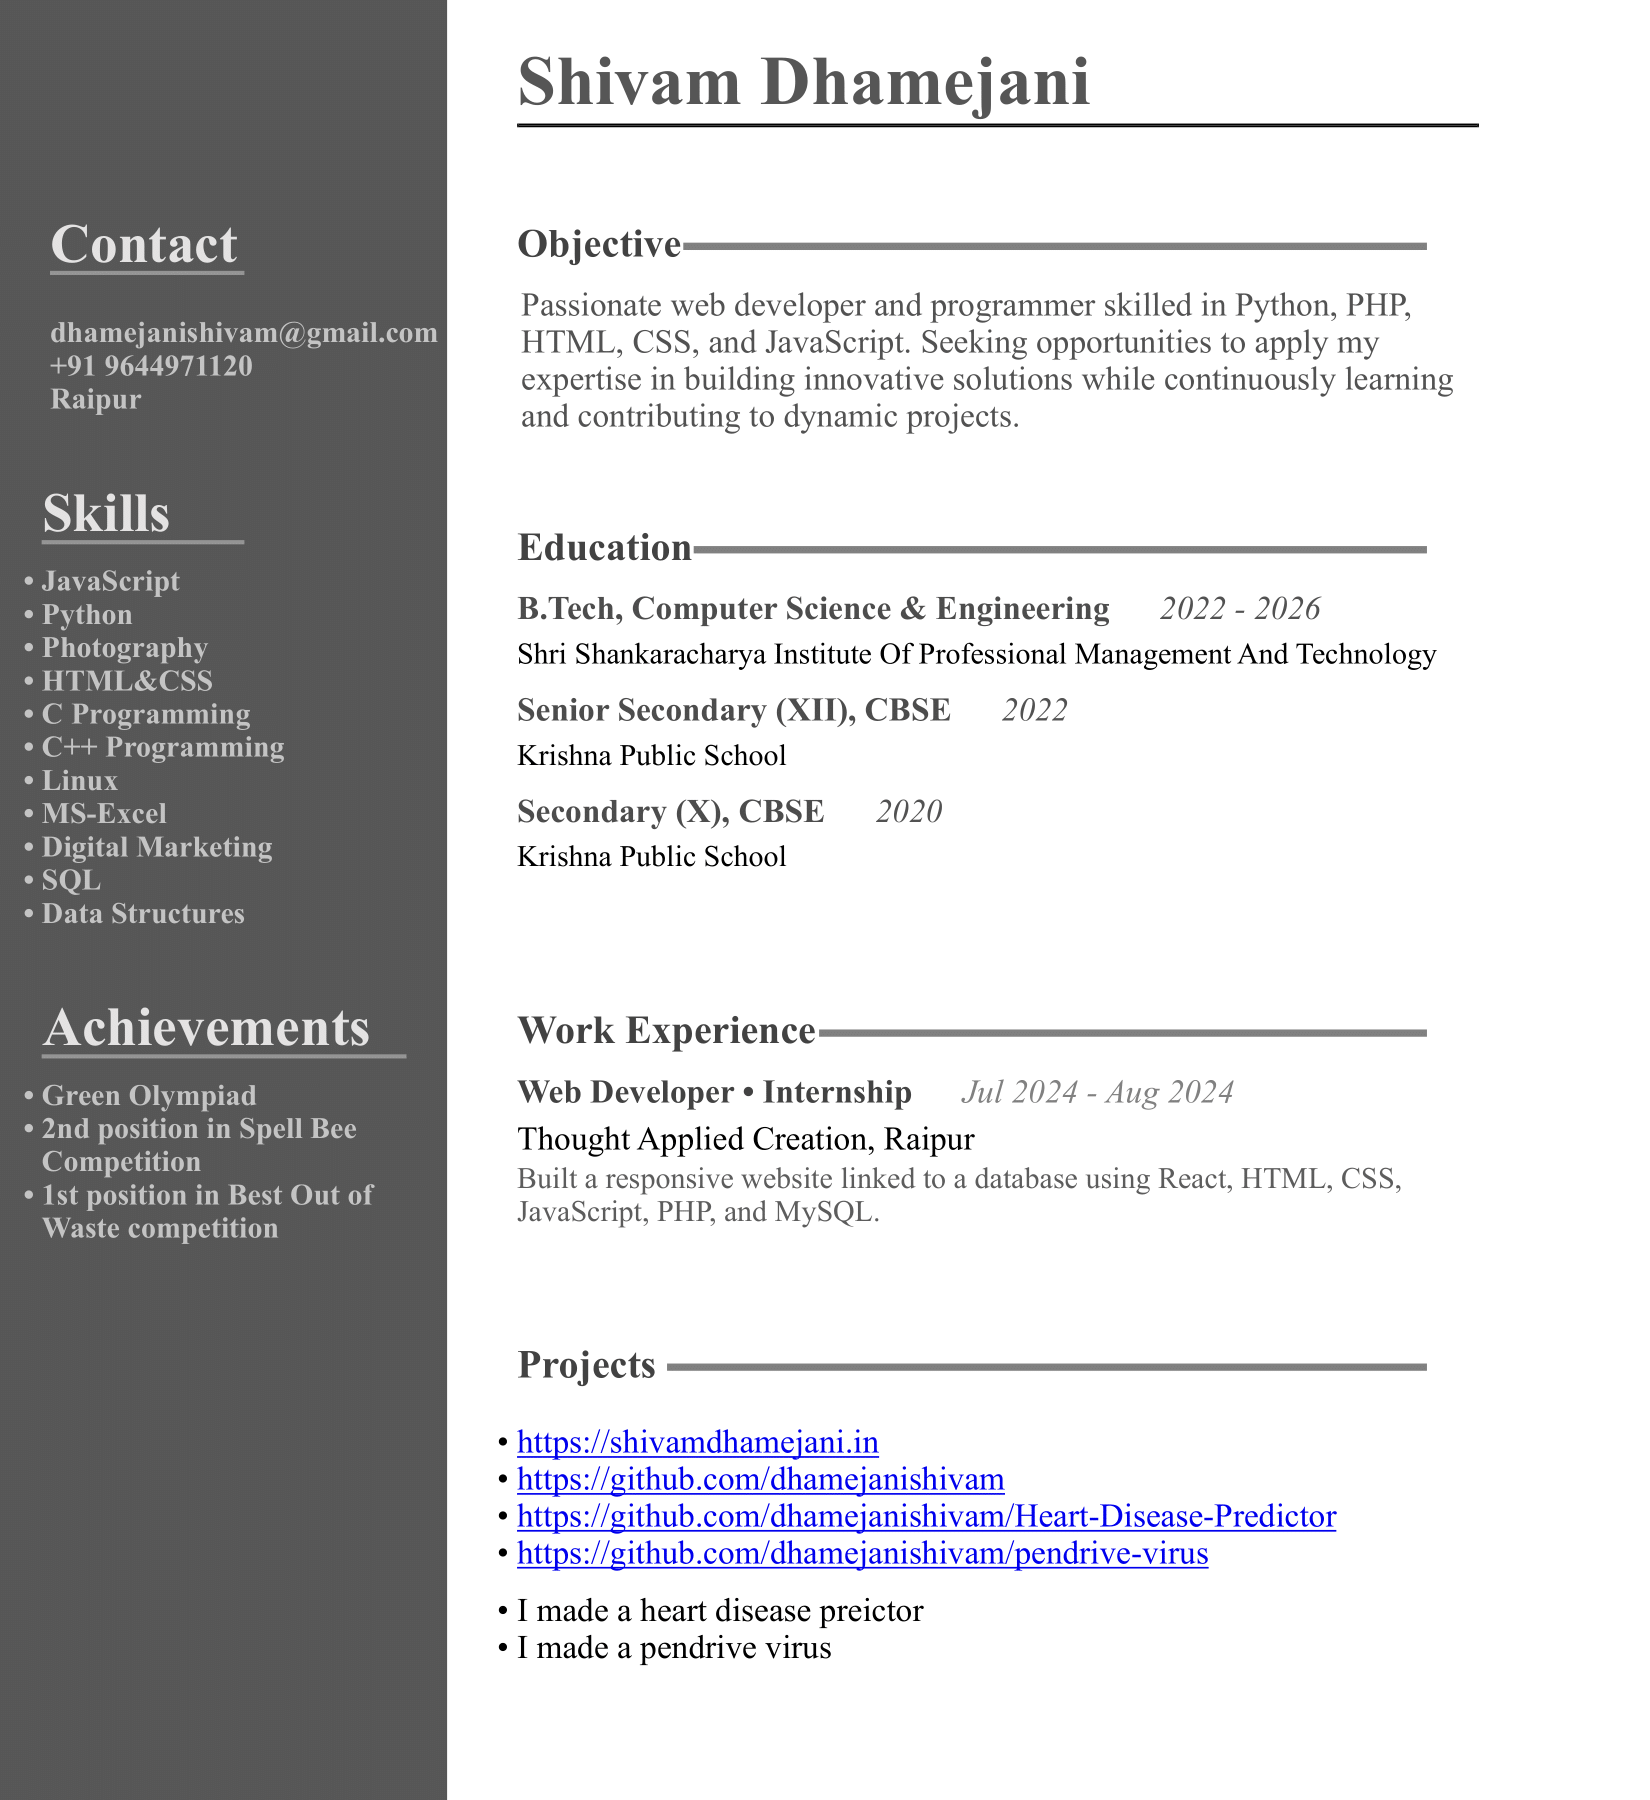 Shivam Dhamejani
Contact
dhamejanishivam@gmail.com
+91 9644971120
Raipur
Skills
• JavaScript
• Python
• Photography
• HTML&CSS
• C Programming
• C++ Programming
• Linux
• MS-Excel
• Digital Marketing
• SQL
• Data Structures
Achievements
• Green Olympiad
• 2nd position in Spell Bee
Competition
• 1st position in Best Out of
Waste competition
Objective
Passionate web developer and programmer skilled in Python, PHP,
HTML, CSS, and JavaScript. Seeking opportunities to apply my
expertise in building innovative solutions while continuously learning
and contributing to dynamic projects.
Education
B.Tech, Computer Science & Engineering 2022 - 2026
Shri Shankaracharya Institute Of Professional Management And Technology
Senior Secondary (XII), CBSE 2022
Krishna Public School
Secondary (X), CBSE 2020
Krishna Public School
Work Experience
Web Developer • Internship Jul 2024 - Aug 2024
Thought Applied Creation, Raipur
Built a responsive website linked to a database using React, HTML, CSS,
JavaScript, PHP, and MySQL.
Projects
• https://shivamdhamejani.in
• https://github.com/dhamejanishivam
• https://github.com/dhamejanishivam/Heart-Disease-Predictor
• https://github.com/dhamejanishivam/pendrive-virus
• I made a heart disease preictor
• I made a pendrive virus